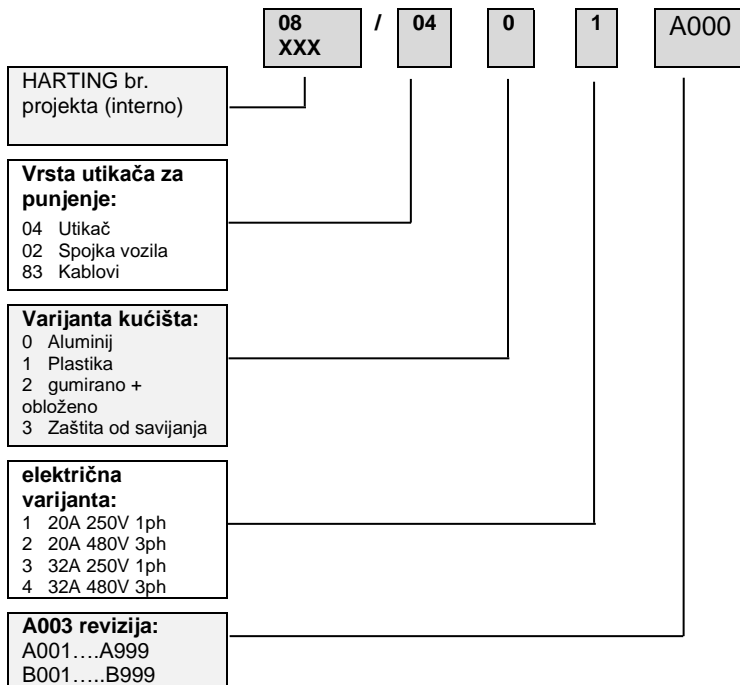 08 / 04 0 1 A000
XXX
HARTING br.
projekta (interno)
Vrsta utikača za
punjenje:
04 Utikač
02 Spojka vozila
83 Kablovi
Varijanta kućišta:
0 Aluminij
1 Plastika
2 gumirano +
obloženo
3 Zaštita od savijanja
električna
varijanta:
1 20A 250V 1ph
2 20A 480V 3ph
3 32A 250V 1ph
4 32A 480V 3ph
A003 revizija:
A001….A999
B001…..B999